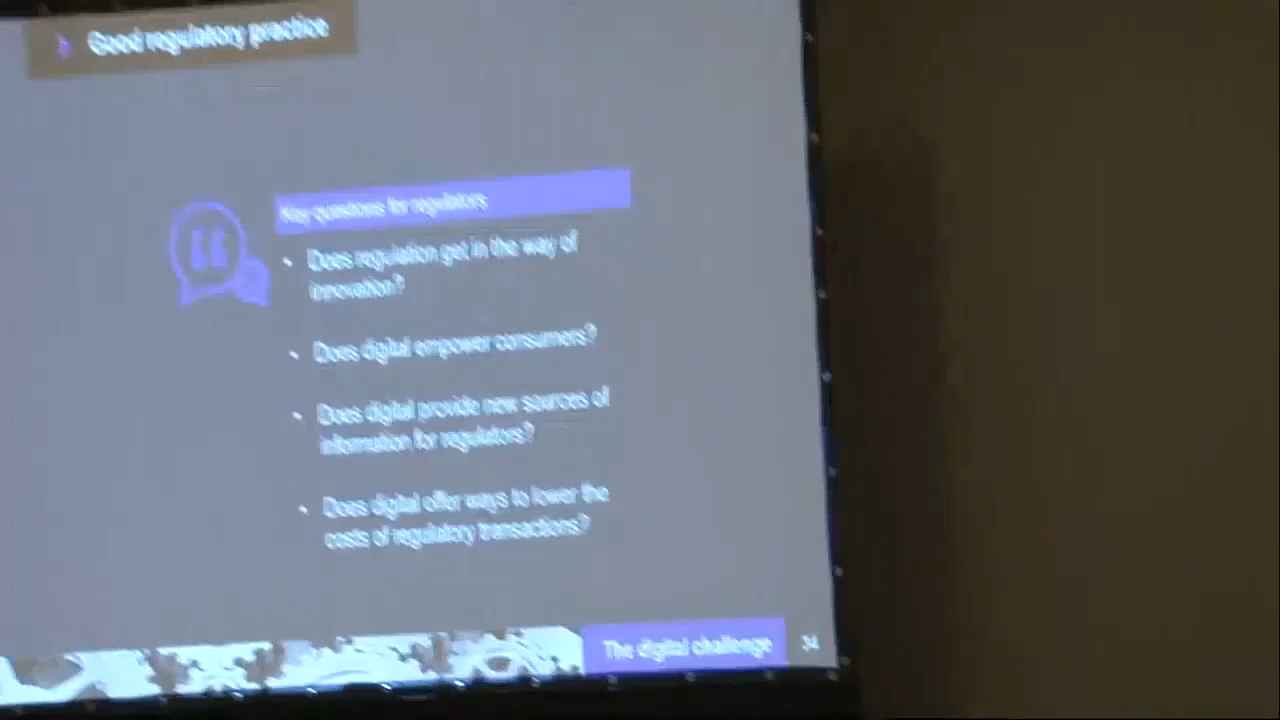 Good regulatory practice
Key questions for regulators
• Does regulation get in the way of
innovation?
• Does digital empower consumers?
• Does digital provide new sources of
information for regulators?
• Does digital offer ways to lower the
costs of regulatory transactions?
The digital challenge
34